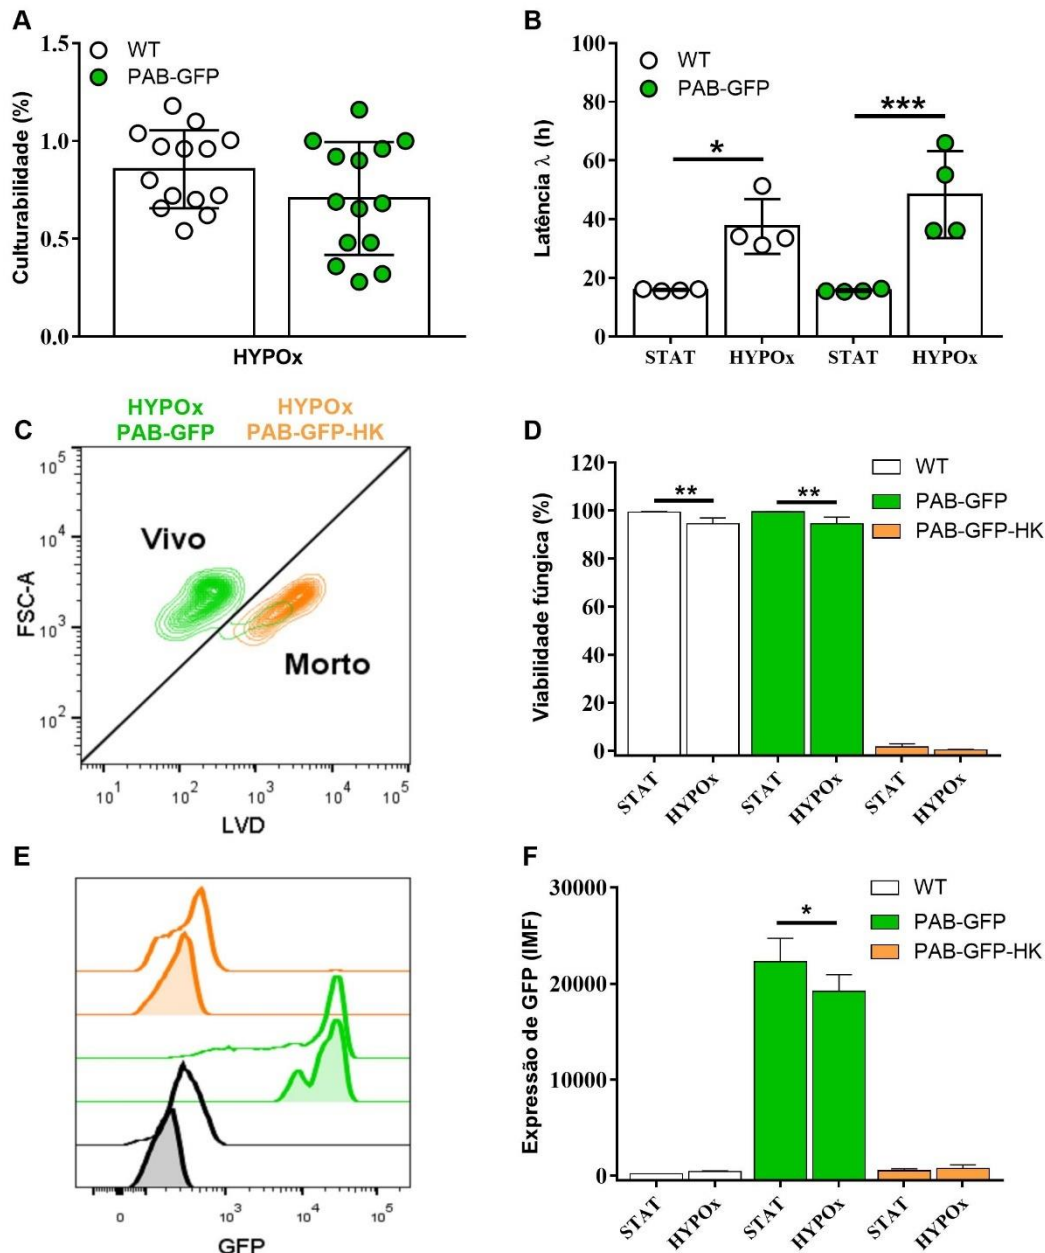 A
WT
PAB-GFP
Culturabilidade (%)
1.5
1.0
0.5
0.0
HYPOx
B
WT
PAB-GFP
Latência λ (h)
100
80
60
40
20
0
*
***
STAT HYPOx STAT HYPOx
C
HYPOx HYPOx
PAB-GFP PAB-GFP-HK
FSC-A
10^5
10^4
10^3
10^2
Vivo
Morto
10^1 10^2 10^3 10^4 10^5
LVD
D
WT
PAB-GFP
PAB-GFP-HK
Viabilidade fúngica (%)
120
100
80
60
40
20
0
** **
STAT HYPOx STAT HYPOx STAT HYPOx
E
0 10^3 10^4 10^5
GFP
F
WT
PAB-GFP
PAB-GFP-HK
Expressão de GFP (IMF)
30000
20000
10000
0
*
STAT HYPOx STAT HYPOx STAT HYPOx